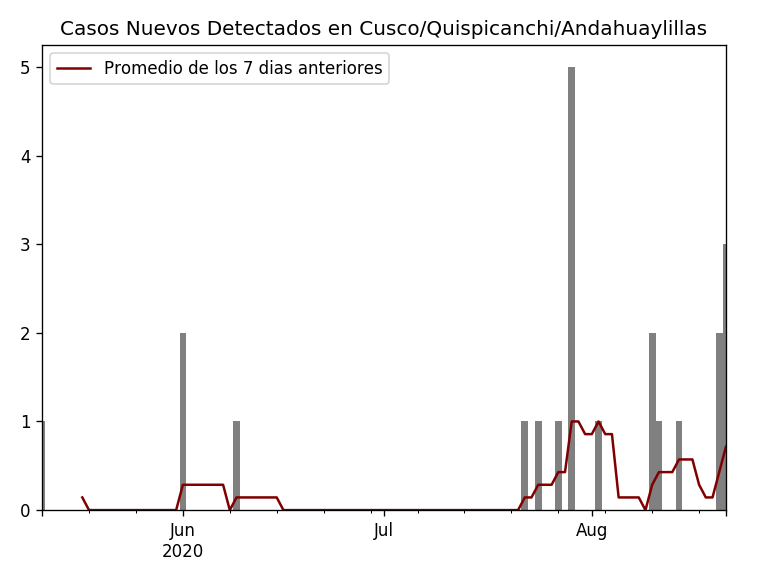 Casos Nuevos Detectados en Cusco/Quispicanchi/Andahuaylillas
Promedio de los 7 dias anteriores
5
4
3
2
1
0
Jun
2020
Jul
Aug